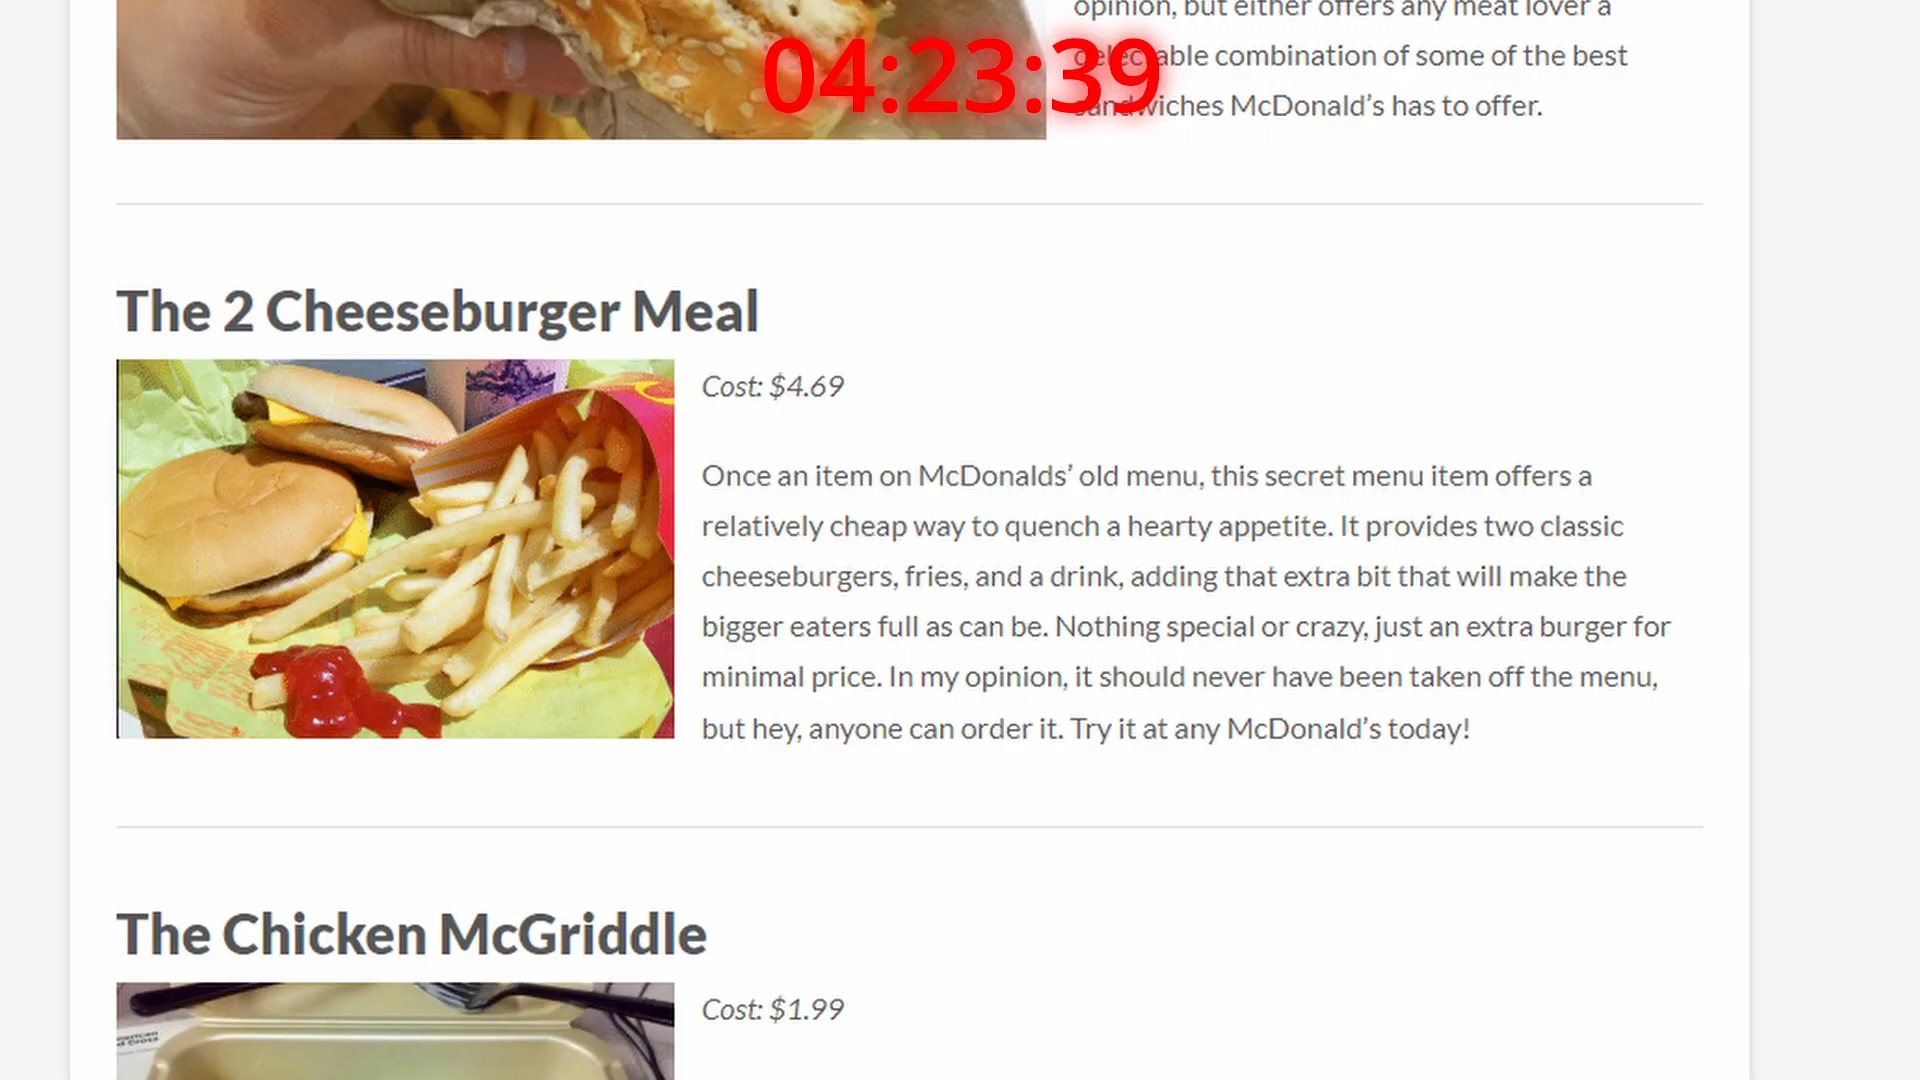 opinion, but either offers any meat lover a
04:23:39
delectable combination of some of the best
sandwiches McDonald’s has to offer.
The 2 Cheeseburger Meal
Cost: $4.69
Once an item on McDonalds’ old menu, this secret menu item offers a
relatively cheap way to quench a hearty appetite. It provides two classic
cheeseburgers, fries, and a drink, adding that extra bit that will make the
bigger eaters full as can be. Nothing special or crazy, just an extra burger for
minimal price. In my opinion, it should never have been taken off the menu,
but hey, anyone can order it. Try it at any McDonald’s today!
The Chicken McGriddle
Cost: $1.99